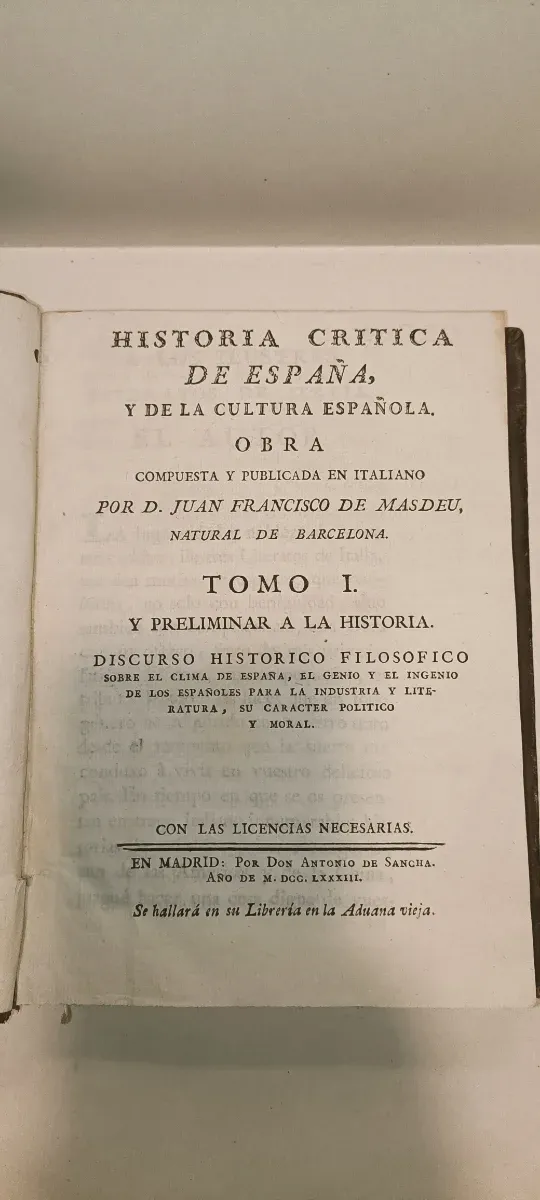 HISTORIA CRITICA
DE ESPAÑA,
Y DE LA CULTURA ESPAÑOLA.
OBRA
COMPUESTA Y PUBLICADA EN ITALIANO
POR D. JUAN FRANCISCO DE MASDEU,
NATURAL DE BARCELONA.
TOMO I.
Y PRELIMINAR A LA HISTORIA.
DISCURSO HISTORICO FILOSOFICO
SOBRE EL CLIMA DE ESPAÑA, EL GENIO Y EL INGENIO
DE LOS ESPAÑOLES PARA LA INDUSTRIA Y LITE-
RATURA, SU CARACTER POLITICO
Y MORAL.
CON LAS LICENCIAS NECESARIAS.
EN MADRID: POR DON ANTONIO DE SANCHA.
AÑO DE M. DCC. LXXXIII.
Se hallará en su Librería en la Aduana vieja.